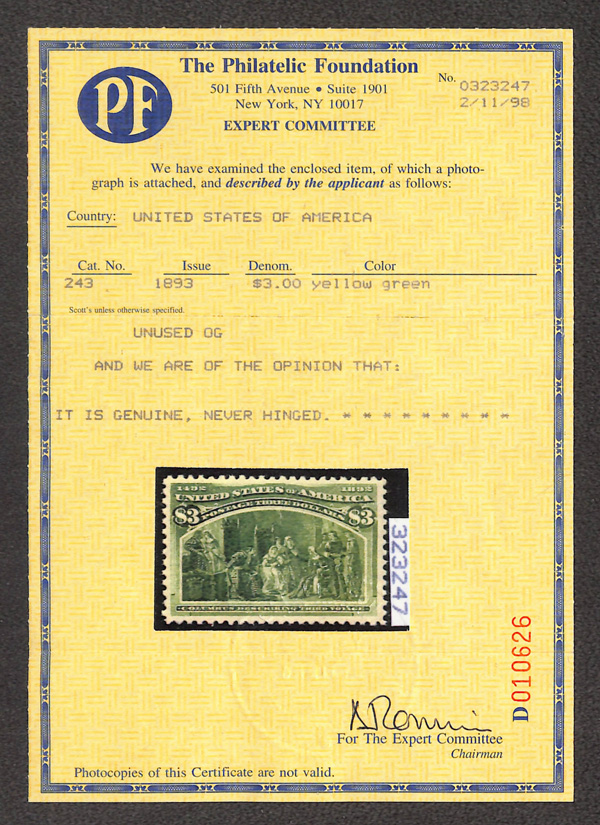 PF
The Philatelic Foundation
501 Fifth Avenue • Suite 1901
New York, NY 10017
EXPERT COMMITTEE
No. 0323247
2/11/98
We have examined the enclosed item, of which a photo-
graph is attached, and described by the applicant as follows:
Country: UNITED STATES OF AMERICA
Cat. No. Issue Denom. Color
243 1893 $3.00 yellow green
Scott's unless otherwise specified.
UNUSED OG
AND WE ARE OF THE OPINION THAT:
IT IS GENUINE, NEVER HINGED. * * * * * * * * * *
1492 1892
UNITED STATES OF AMERICA
POSTAGE THREE DOLLARS
$3 $3
COLUMBUS DESCRIBING THIRD VOYAGE
323247
D010626
For The Expert Committee
Chairman
Photocopies of this Certificate are not valid.